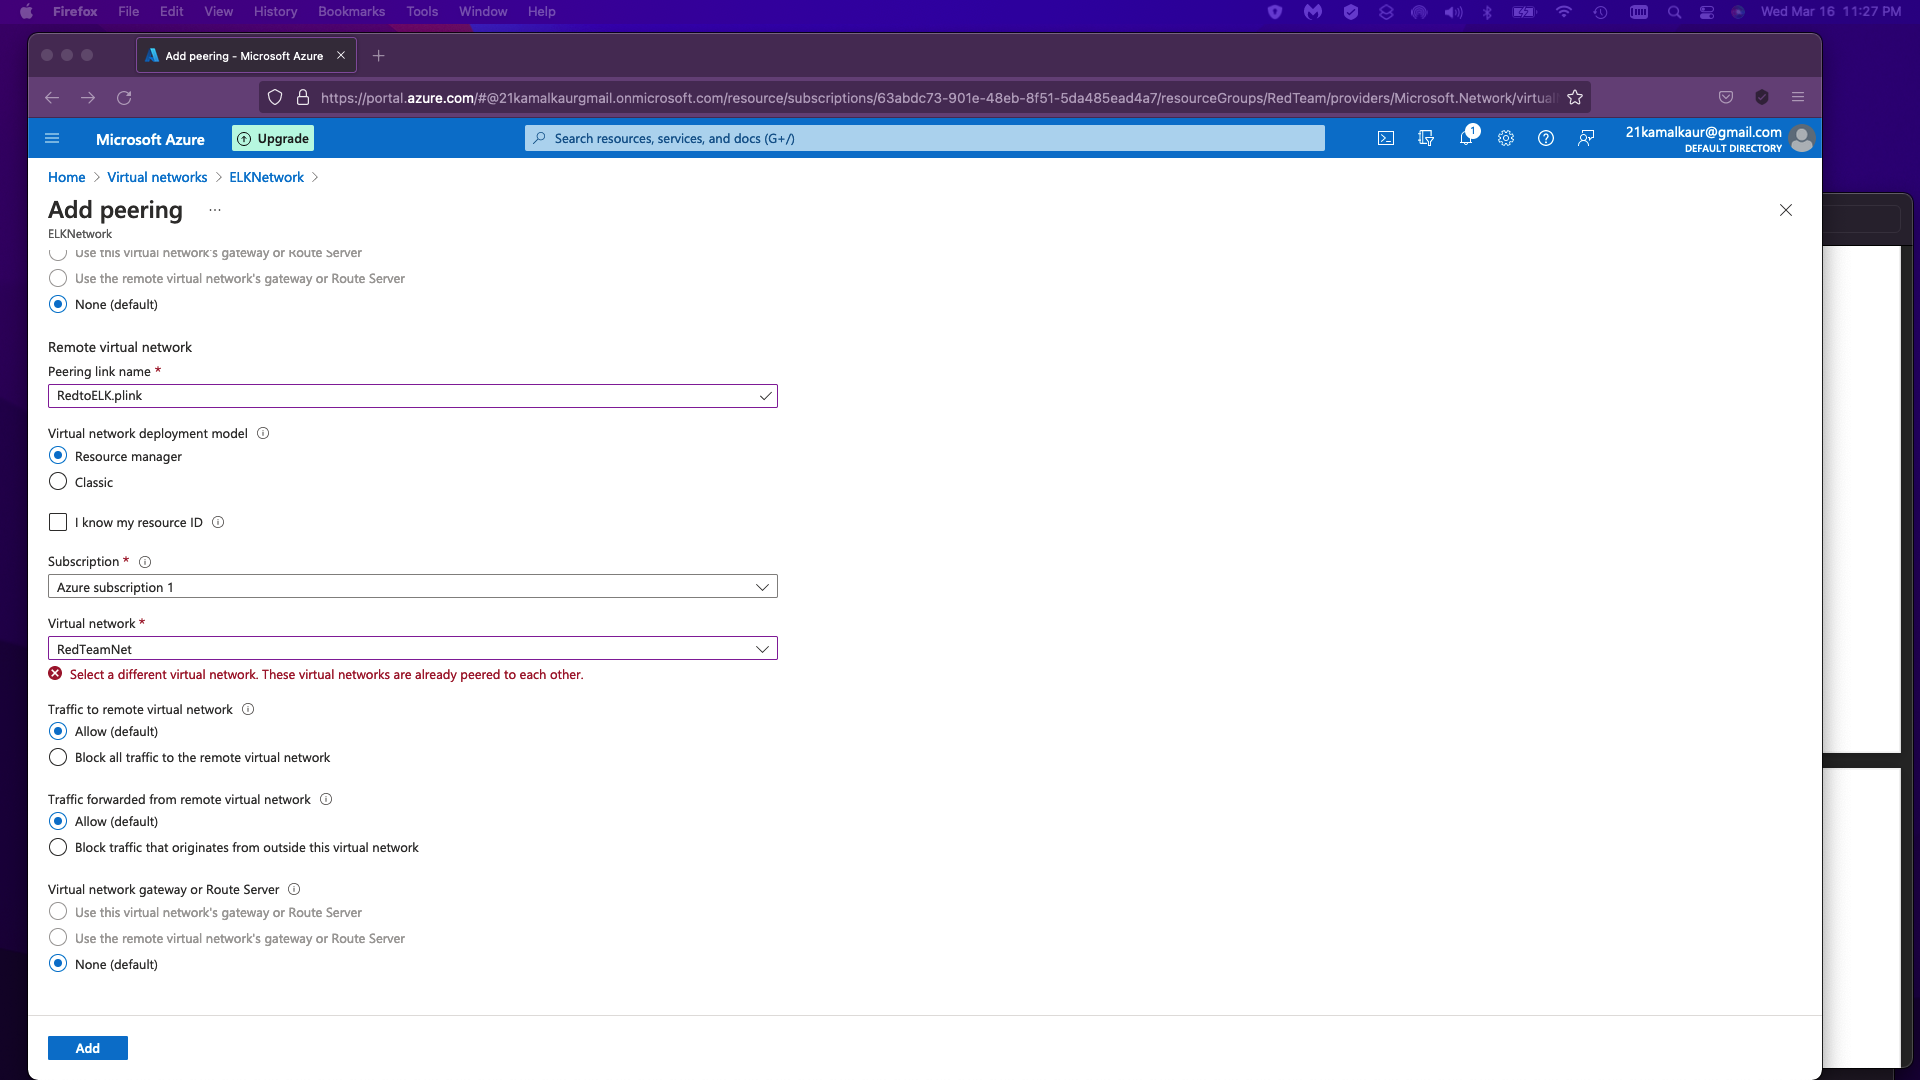 Firefox File Edit View History Bookmarks Tools Window Help Wed Mar 16 11:27 PM
Add peering - Microsoft Azure
https://portal.azure.com/#@21kamalkaurgmail.onmicrosoft.com/resource/subscriptions/63abdc73-901e-48eb-8f51-5da485ead4a7/resourceGroups/RedTeam/providers/Microsoft.Network/virtual
Microsoft Azure Upgrade Search resources, services, and docs (G+/) 1 21kamalkaur@gmail.com
DEFAULT DIRECTORY
Home > Virtual networks > ELKNetwork >
Add peering ...
ELKNetwork
Use this virtual network's gateway or Route Server
Use the remote virtual network's gateway or Route Server
None (default)
Remote virtual network
Peering link name *
RedtoELK.plink
Virtual network deployment model
Resource manager
Classic
I know my resource ID
Subscription *
Azure subscription 1
Virtual network *
RedTeamNet
Select a different virtual network. These virtual networks are already peered to each other.
Traffic to remote virtual network
Allow (default)
Block all traffic to the remote virtual network
Traffic forwarded from remote virtual network
Allow (default)
Block traffic that originates from outside this virtual network
Virtual network gateway or Route Server
Use this virtual network's gateway or Route Server
Use the remote virtual network's gateway or Route Server
None (default)
Add